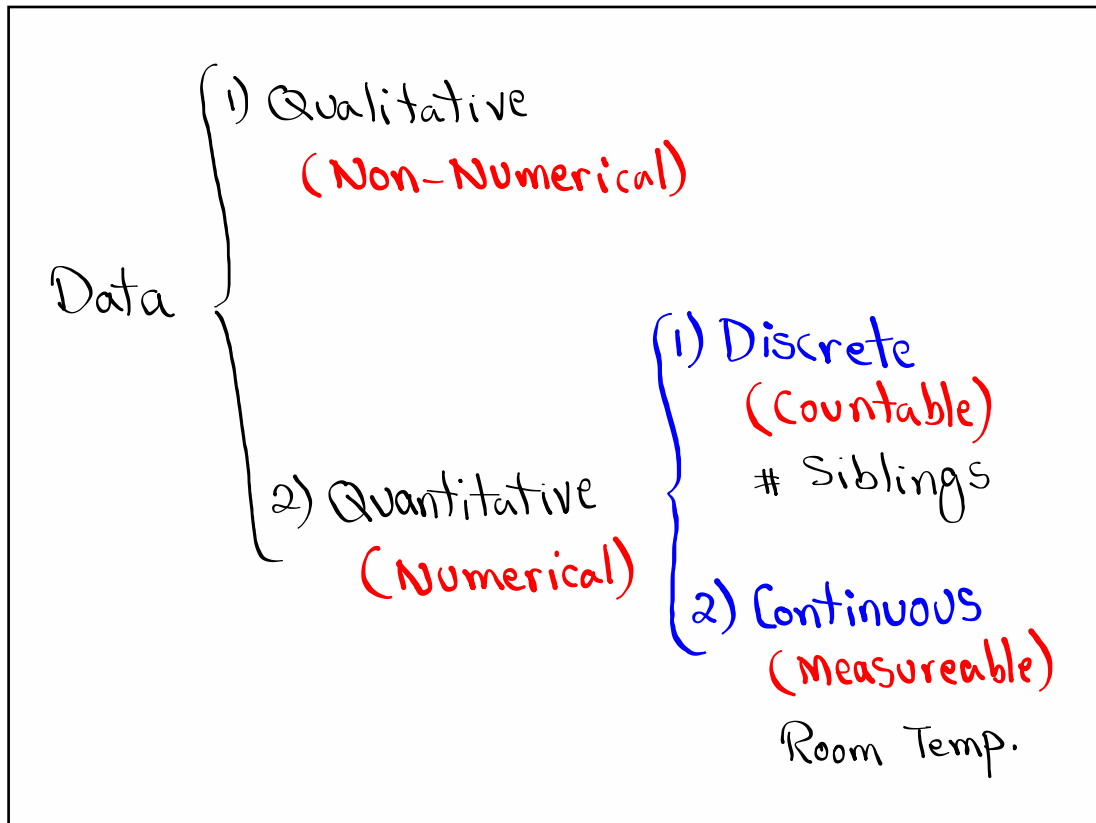 1) Qualitative
(Non-Numerical)
Data
2) Quantitative
(Numerical)
1) Discrete
(Countable)
# Siblings
2) Continuous
(Measureable)
Room Temp.